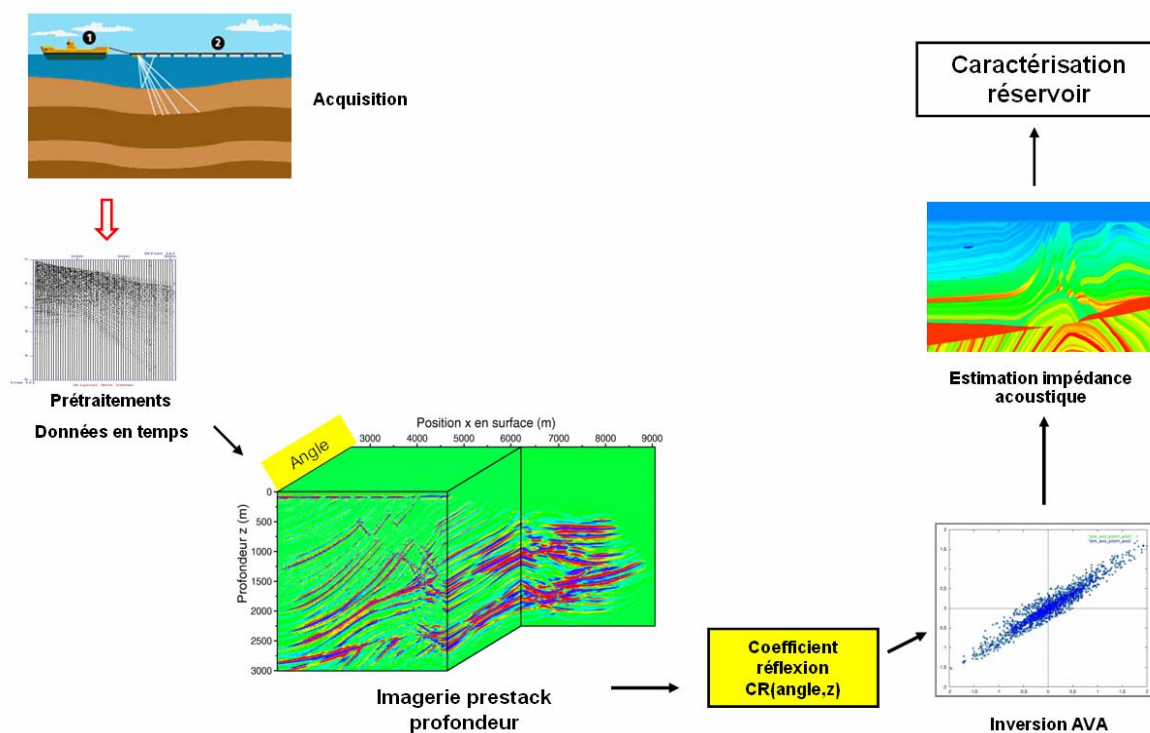 1
2
Acquisition
Caractérisation
réservoir
Prétraitements
Données en temps
Position x en surface (m)
3000 4000 5000 6000 7000 8000 9000
Angle
Profondeur z (m)
0
500
1000
1500
2000
2500
3000
Imagerie prestack
profondeur
Coefficient
réflexion
CR(angle,z)
Estimation impédance
acoustique
Inversion AVA